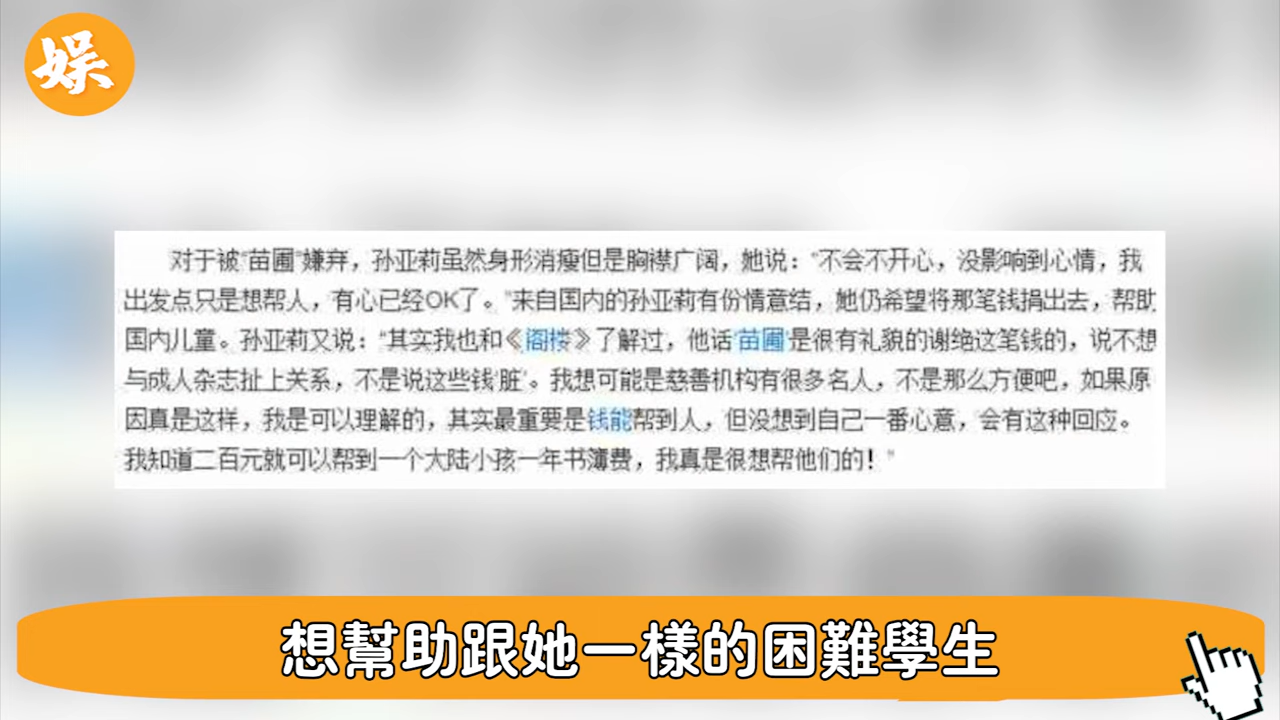 娱
对于被“苗圃”嫌弃，孙亚莉虽然身形消瘦但是胸襟广阔，她说：“不会不开心，没影响到心情，我
出发点只是想帮人，有心已经OK了。”来自国内的孙亚莉有份情意结，她仍希望将那笔钱捐出去，帮助
国内儿童。孙亚莉又说：“其实我也和《阁楼》了解过，他话‘苗圃’是很有礼貌的谢绝这笔钱的，说不想
与成人杂志扯上关系，不是说这些钱‘脏’。我想可能是慈善机构有很多名人，不是那么方便吧，如果原
因真是这样，我是可以理解的，其实最重要是钱能帮到人，但没想到自己一番心意，会有这种回应。
我知道二百元就可以帮到一个大陆小孩一年书簿费，我真是很想帮他们的！”
想幫助跟她一樣的困難學生